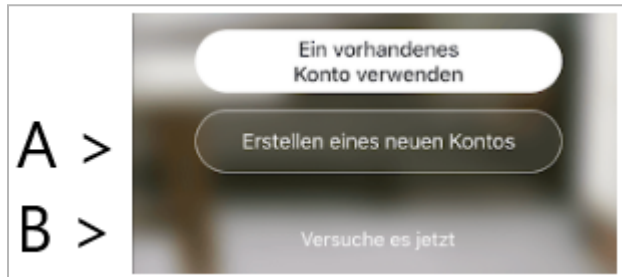 Ein vorhandenes
Konto verwenden
A >
Erstellen eines neuen Kontos
B >
Versuche es jetzt